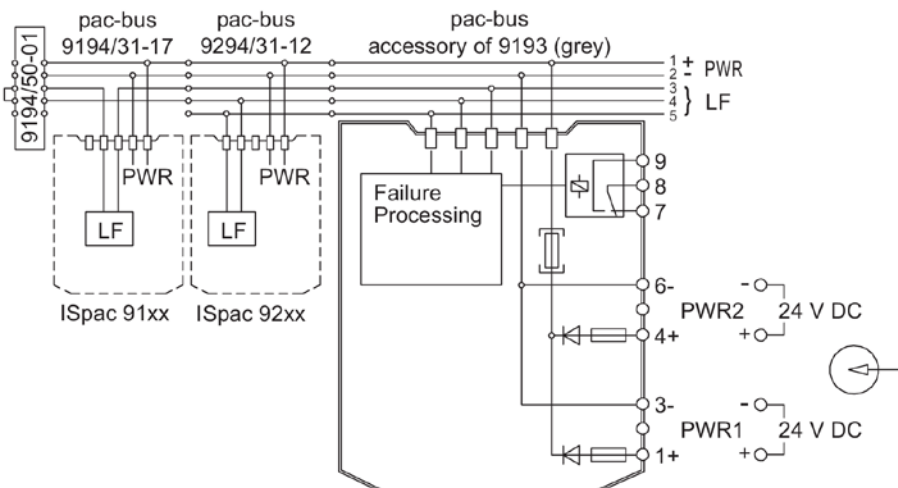 pac-bus
9194/31-17
pac-bus
9294/31-12
pac-bus
accessory of 9193 (grey)
9194/50-01
1 +
2 -
PWR
3
4
5
} LF
PWR
LF
ISpac 91xx
PWR
LF
ISpac 92xx
Failure
Processing
9
8
7
6-
4+
PWR2
-
+
24 V DC
3-
1+
PWR1
-
+
24 V DC